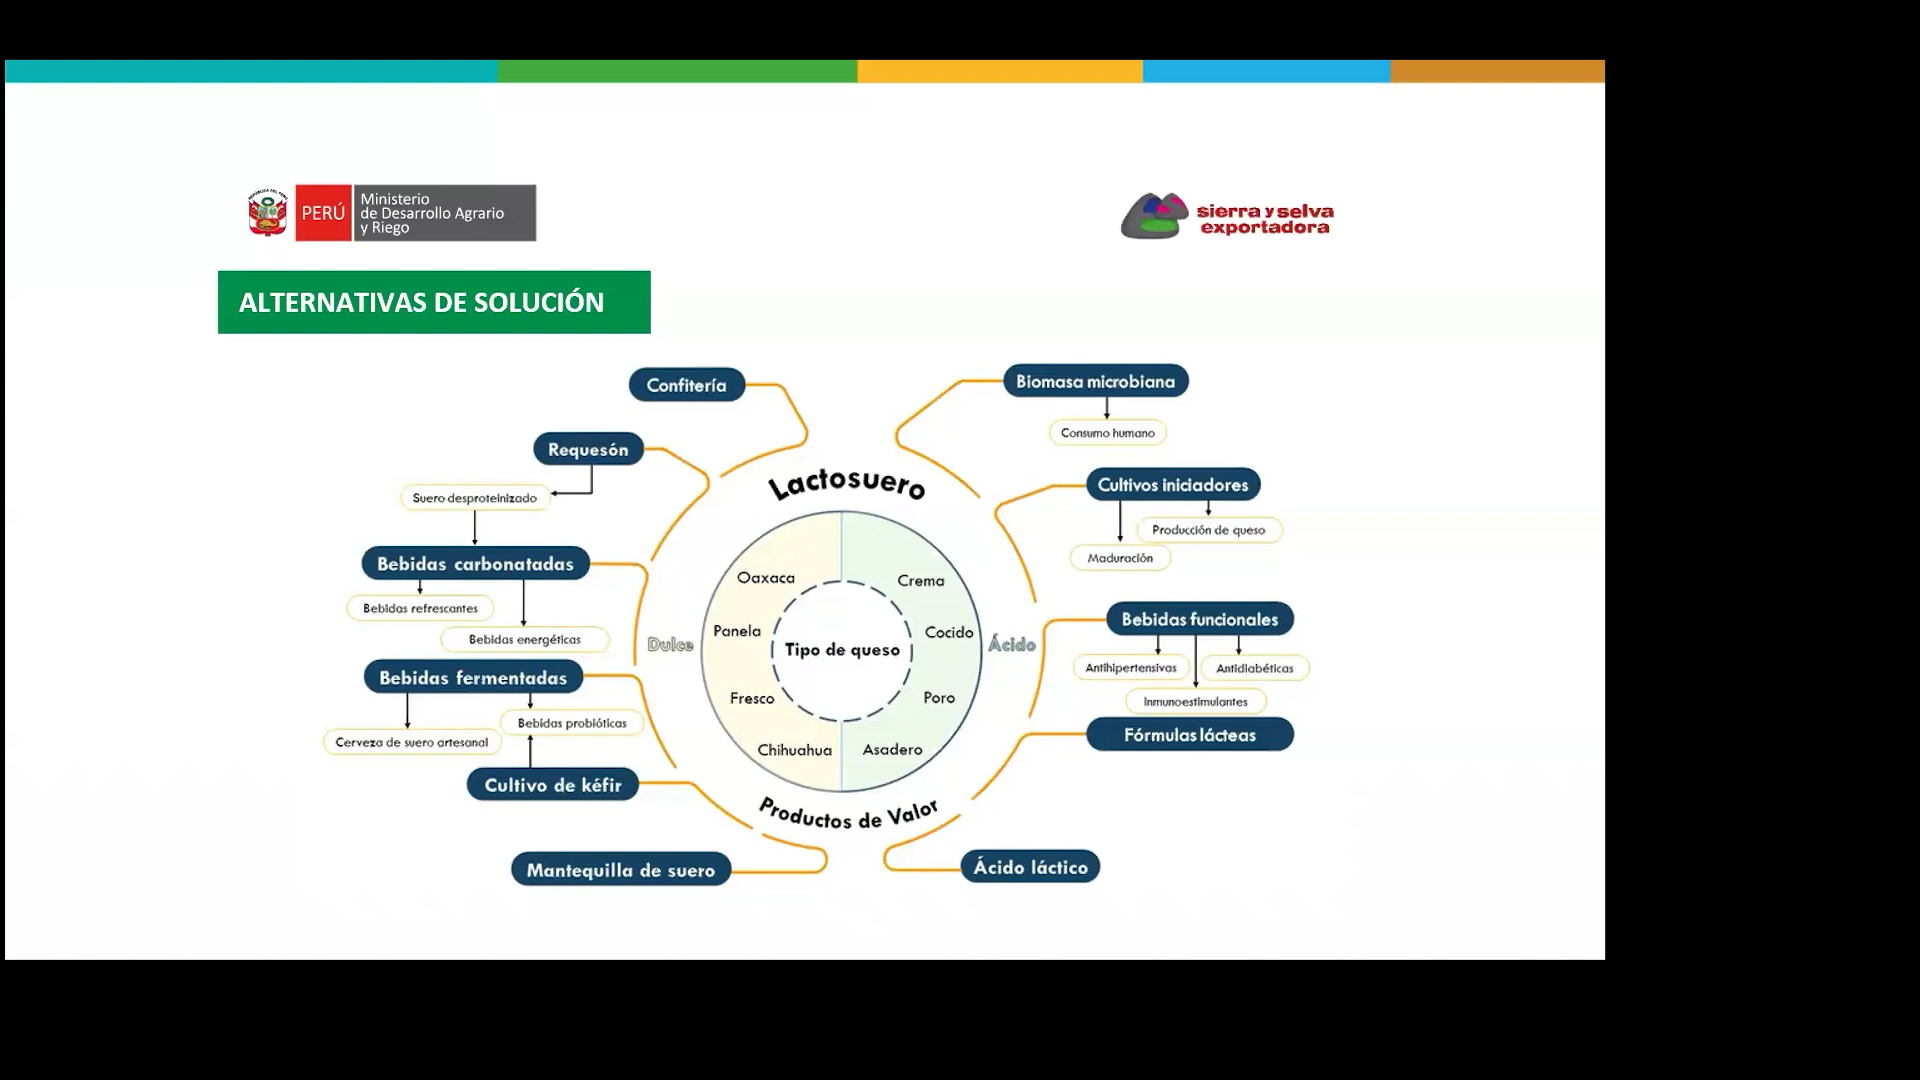 PERÚ
Ministerio
de Desarrollo Agrario
y Riego
sierra y selva
exportadora
ALTERNATIVAS DE SOLUCIÓN
Confitería
Requesón
Suero desproteinizado
Bebidas carbonatadas
Bebidas refrescantes
Bebidas energéticas
Bebidas fermentadas
Bebidas probióticas
Cerveza de suero artesanal
Cultivo de kéfir
Mantequilla de suero
Lactosuero
Dulce
Oaxaca
Panela
Fresco
Chihuahua
Tipo de queso
Crema
Cocido
Poro
Asadero
Ácido
Productos de Valor
Biomasa microbiana
Consumo humano
Cultivos iniciadores
Producción de queso
Maduración
Bebidas funcionales
Antihipertensivas
Antidiabéticas
Inmunoestimulantes
Fórmulas lácteas
Ácido láctico